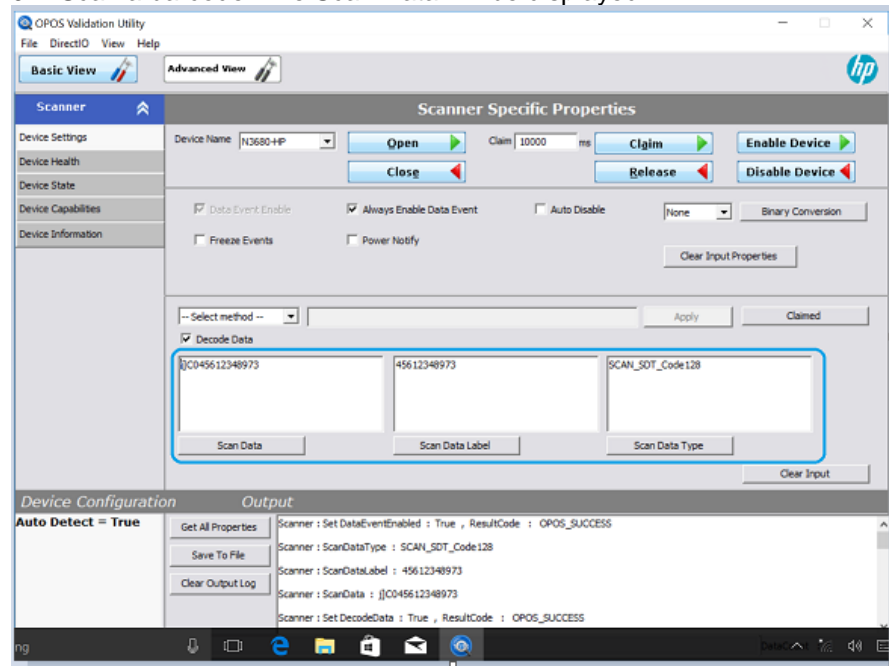 OPOS Validation Utility
File DirectIO View Help
Basic View
Advanced View
hp
Scanner
Scanner Specific Properties
Device Settings
Device Health
Device State
Device Capabilities
Device Information
Device Name N3680-HP Open Claim 10000 ms Claim Enable Device
Close Release Disable Device
Data Event Enable Always Enable Data Event Auto Disable None Binary Conversion
Freeze Events Power Notify
Clear Input Properties
-- Select method -- Apply Claimed
Decode Data
j]C045612348973 45612348973 SCAN_SDT_Code128
Scan Data Scan Data Label Scan Data Type
Clear Input
Device Configuration Output
Auto Detect = True
Get All Properties
Save To File
Clear Output Log
Scanner : Set DataEventEnabled : True , ResultCode : OPOS_SUCCESS
Scanner : ScanDataType : SCAN_SDT_Code128
Scanner : ScanDataLabel : 45612348973
Scanner : ScanData : j]C045612348973
Scanner : Set DecodeData : True , ResultCode : OPOS_SUCCESS
ng